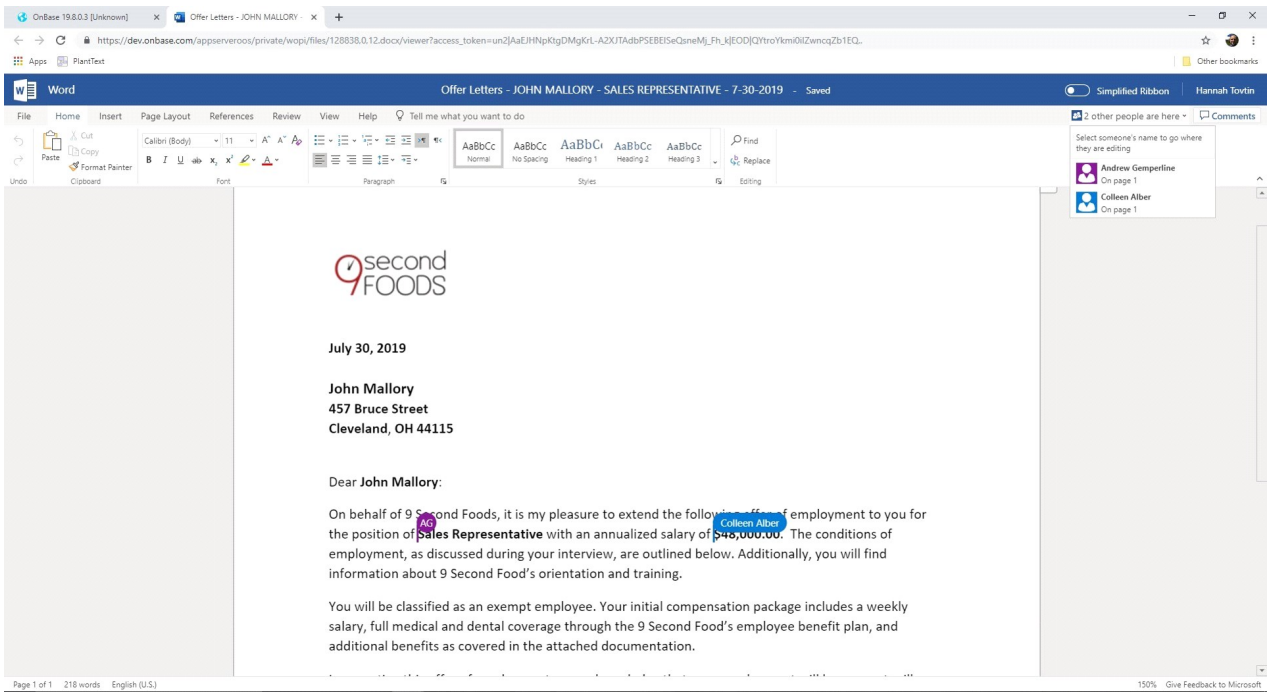 OnBase 19.8.0.3 [Unknown]
Offer Letters - JOHN MALLORY -
https://dev.onbase.com/appserveroos/private/wopi/files/128838.0.12.docx/viewer?access_token=
Apps PlantText Other bookmarks
Word
Offer Letters - JOHN MALLORY - SALES REPRESENTATIVE - 7-30-2019 - Saved
Simplified Ribbon Hannah Tovtin
File Home Insert Page Layout References Review View Help Tell me what you want to do
2 other people are here Comments
Paste
Cut
Copy
Format Painter
Calibri (Body) 11
B I U ab x₂ x² A
AaBbCc Normal
AaBbCc No Spacing
AaBbC Heading 1
AaBbCc Heading 2
AaBbCc Heading 3
Find
Replace
Undo Clipboard Font Paragraph Styles Editing
Select someone's name to go where
they are editing
Andrew Gemperline
On page 1
Colleen Alber
On page 1
9 second
FOODS
July 30, 2019
John Mallory
457 Bruce Street
Cleveland, OH 44115
Dear John Mallory:
On behalf of 9 Second Foods, it is my pleasure to extend the following offer of employment to you for
AG
Colleen Alber
the position of Sales Representative with an annualized salary of $48,000.00. The conditions of
employment, as discussed during your interview, are outlined below. Additionally, you will find
information about 9 Second Food's orientation and training.
You will be classified as an exempt employee. Your initial compensation package includes a weekly
salary, full medical and dental coverage through the 9 Second Food's employee benefit plan, and
additional benefits as covered in the attached documentation.
Page 1 of 1 218 words English (U.S.)
150% Give Feedback to Microsoft